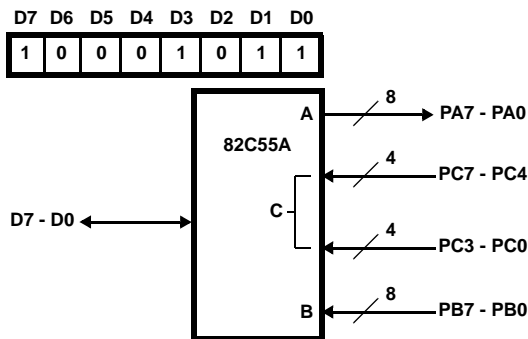 D7 D6 D5 D4 D3 D2 D1 D0
1 0 0 0 1 0 1 1
A 8 PA7 - PA0
82C55A
4 PC7 - PC4
C
D7 - D0
4 PC3 - PC0
B 8 PB7 - PB0